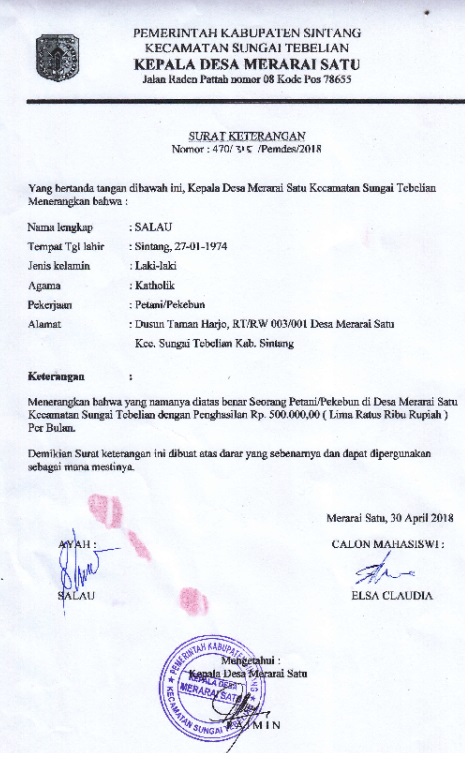 PEMERINTAH KABUPATEN SINTANG
KECAMATAN SUNGAI TEBELIAN
KEPALA DESA MERARAI SATU
Jalan Raden Pattah nomor 08 Kode Pos 78655
SURAT KETERANGAN
Nomor : 470/ 315 /Pemdes/2018
Yang bertanda tangan dibawah ini, Kepala Desa Merarai Satu Kecamatan Sungai Tebelian
Menerangkan bahwa :
Nama lengkap : SALAU
Tempat Tgl lahir : Sintang, 27-01-1974
Jenis kelamin : Laki-laki
Agama : Katholik
Pekerjaan : Petani/Pekebun
Alamat : Dusun Taman Harjo, RT/RW 003/001 Desa Merarai Satu
Kec. Sungai Tebelian Kab. Sintang
Keterangan :
Menerangkan bahwa yang namanya diatas benar Seorang Petani/Pekebun di Desa Merarai Satu
Kecamatan Sungai Tebelian dengan Penghasilan Rp. 500.000,00 ( Lima Ratus Ribu Rupiah )
Per Bulan.
Demikian Surat keterangan ini dibuat atas darar yang sebenarnya dan dapat dipergunakan
sebagai mana mestinya.
Merarai Satu, 30 April 2018
AYAH :
CALON MAHASISWI :
SALAU
ELSA CLAUDIA
Mengetahui :
Kepala Desa Merarai Satu
PEMERINTAH KABUPATEN SINTANG
KEPALA DESA
MERARAI SATU
KECAMATAN SUNGAI TEBELIAN